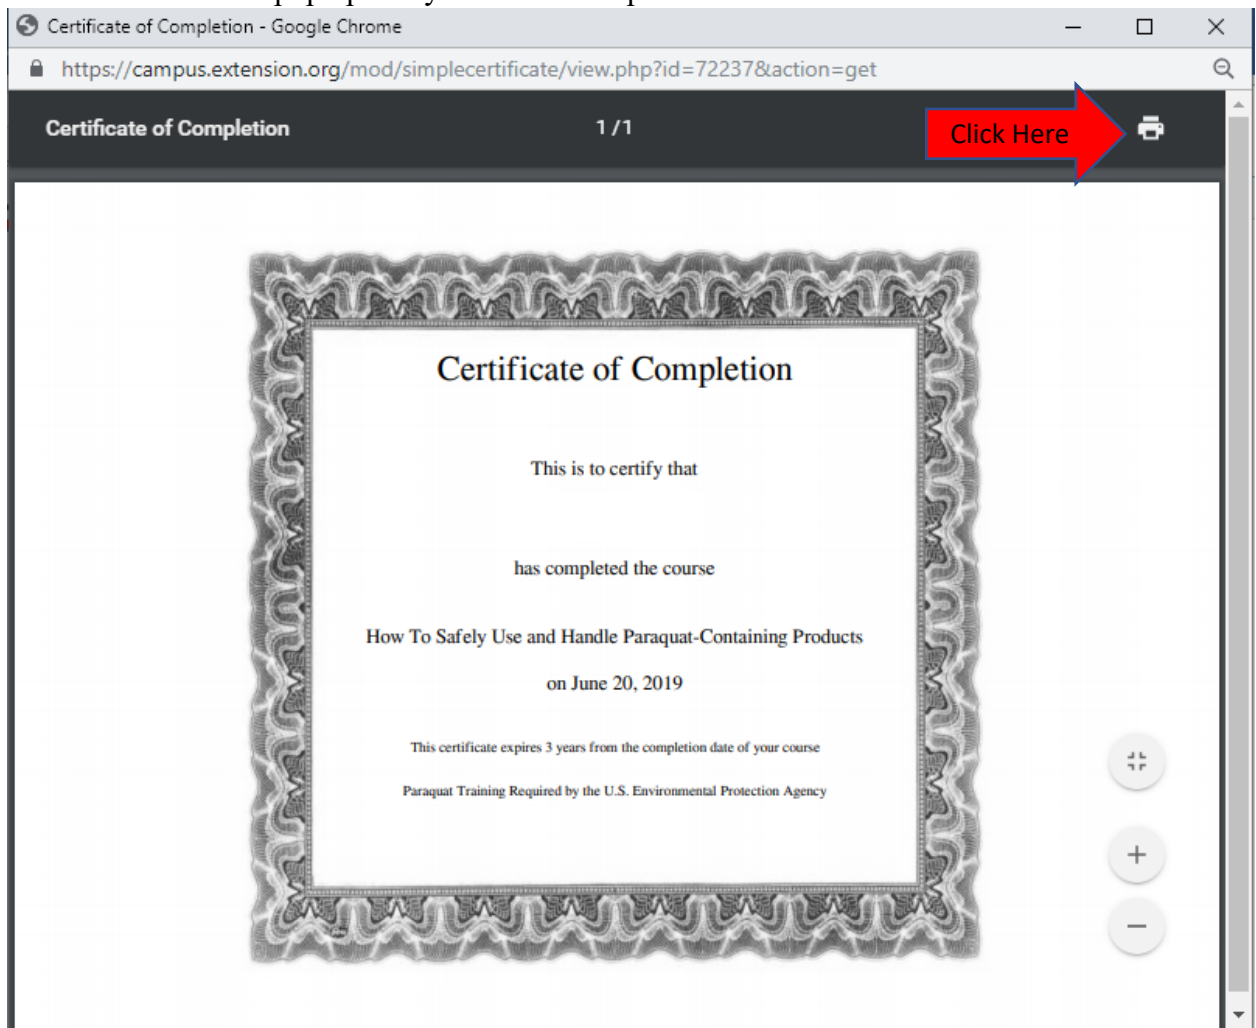 Certificate of Completion - Google Chrome
https://campus.extension.org/mod/simplecertificate/view.php?id=72237&action=get
Certificate of Completion
1 / 1
Click Here
Certificate of Completion
This is to certify that
has completed the course
How To Safely Use and Handle Paraquat-Containing Products
on June 20, 2019
This certificate expires 3 years from the completion date of your course
Paraquat Training Required by the U.S. Environmental Protection Agency